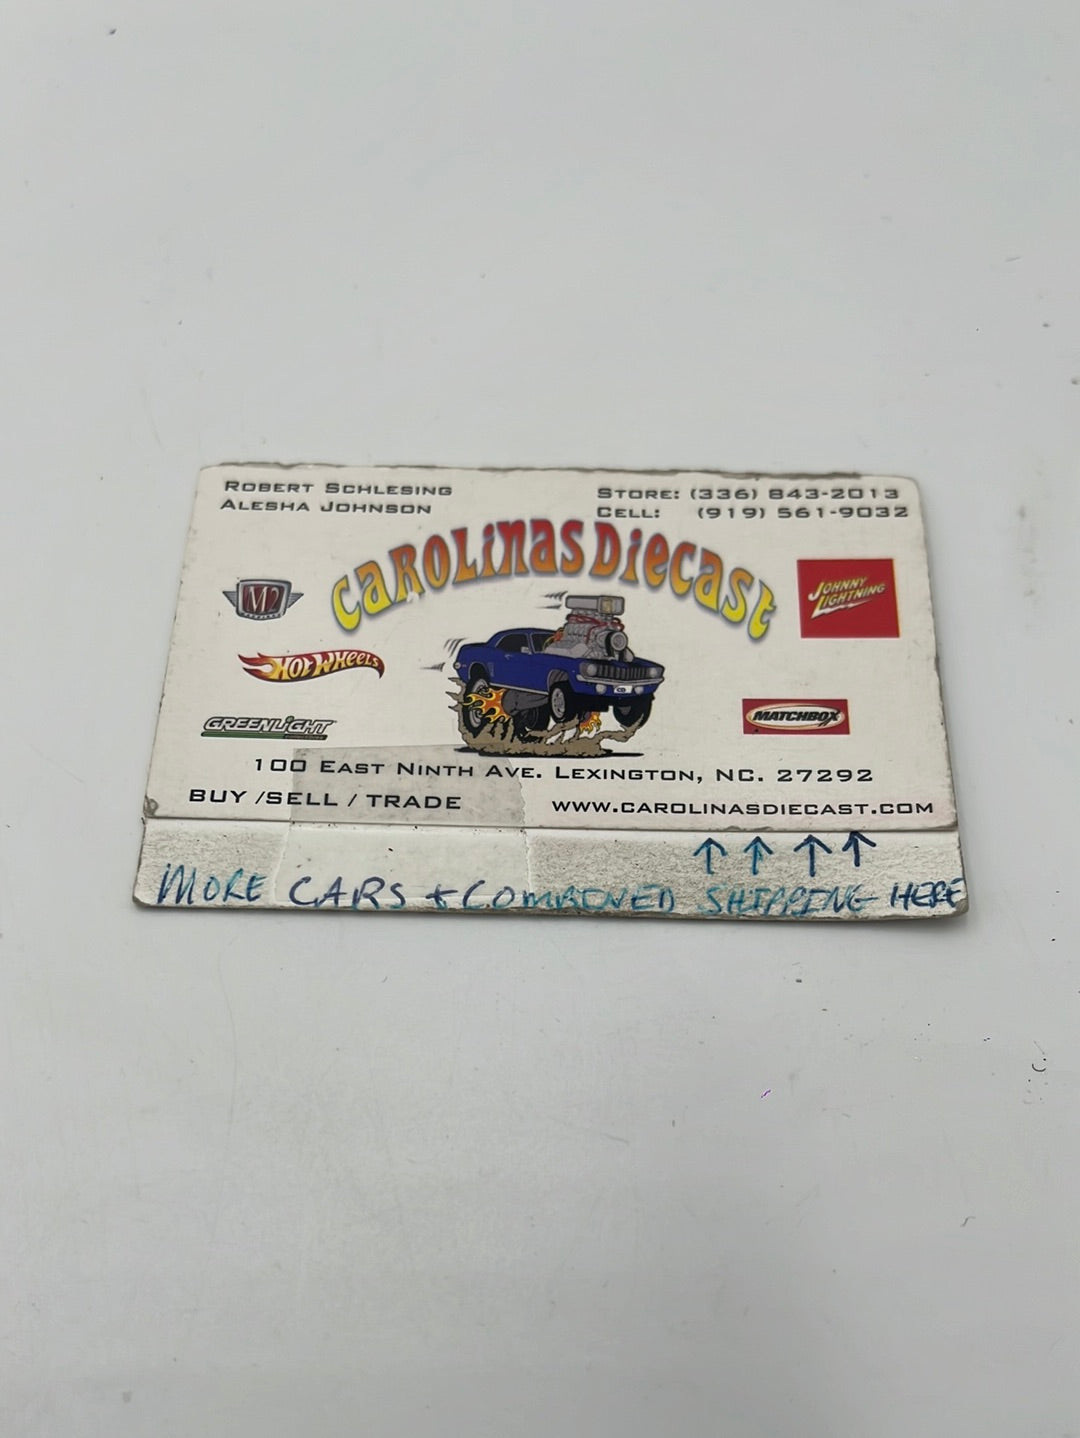 ROBERT SCHLESING
ALESHA JOHNSON
STORE: (336) 843-2013
CELL: (919) 561-9032
CAROLINAS DIECAST
M2
JOHNNY LIGHTNING
HOT WHEELS
GREENLIGHT
MATCHBOX
CD
100 EAST NINTH AVE. LEXINGTON, NC. 27292
BUY /SELL / TRADE
WWW.CAROLINASDIECAST.COM
↑ ↑ ↑ ↑
MORE CARS + COMBINED SHIPPING HERE